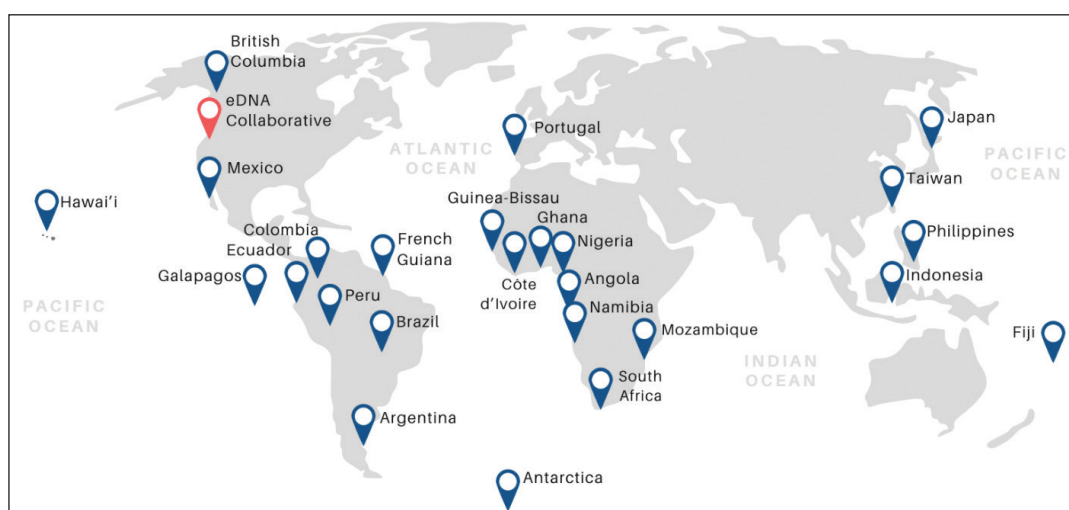 British
Columbia
eDNA
Collaborative
Mexico
Hawai'i
ATLANTIC
OCEAN
Portugal
Japan
PACIFIC
OCEAN
Taiwan
Guinea-Bissau
Ghana
Nigeria
Côte
d'Ivoire
Angola
Namibia
Mozambique
South
Africa
Colombia
Ecuador
French
Guiana
Galapagos
Peru
Brazil
Argentina
PACIFIC
OCEAN
Philippines
Indonesia
INDIAN
OCEAN
Fiji
Antarctica